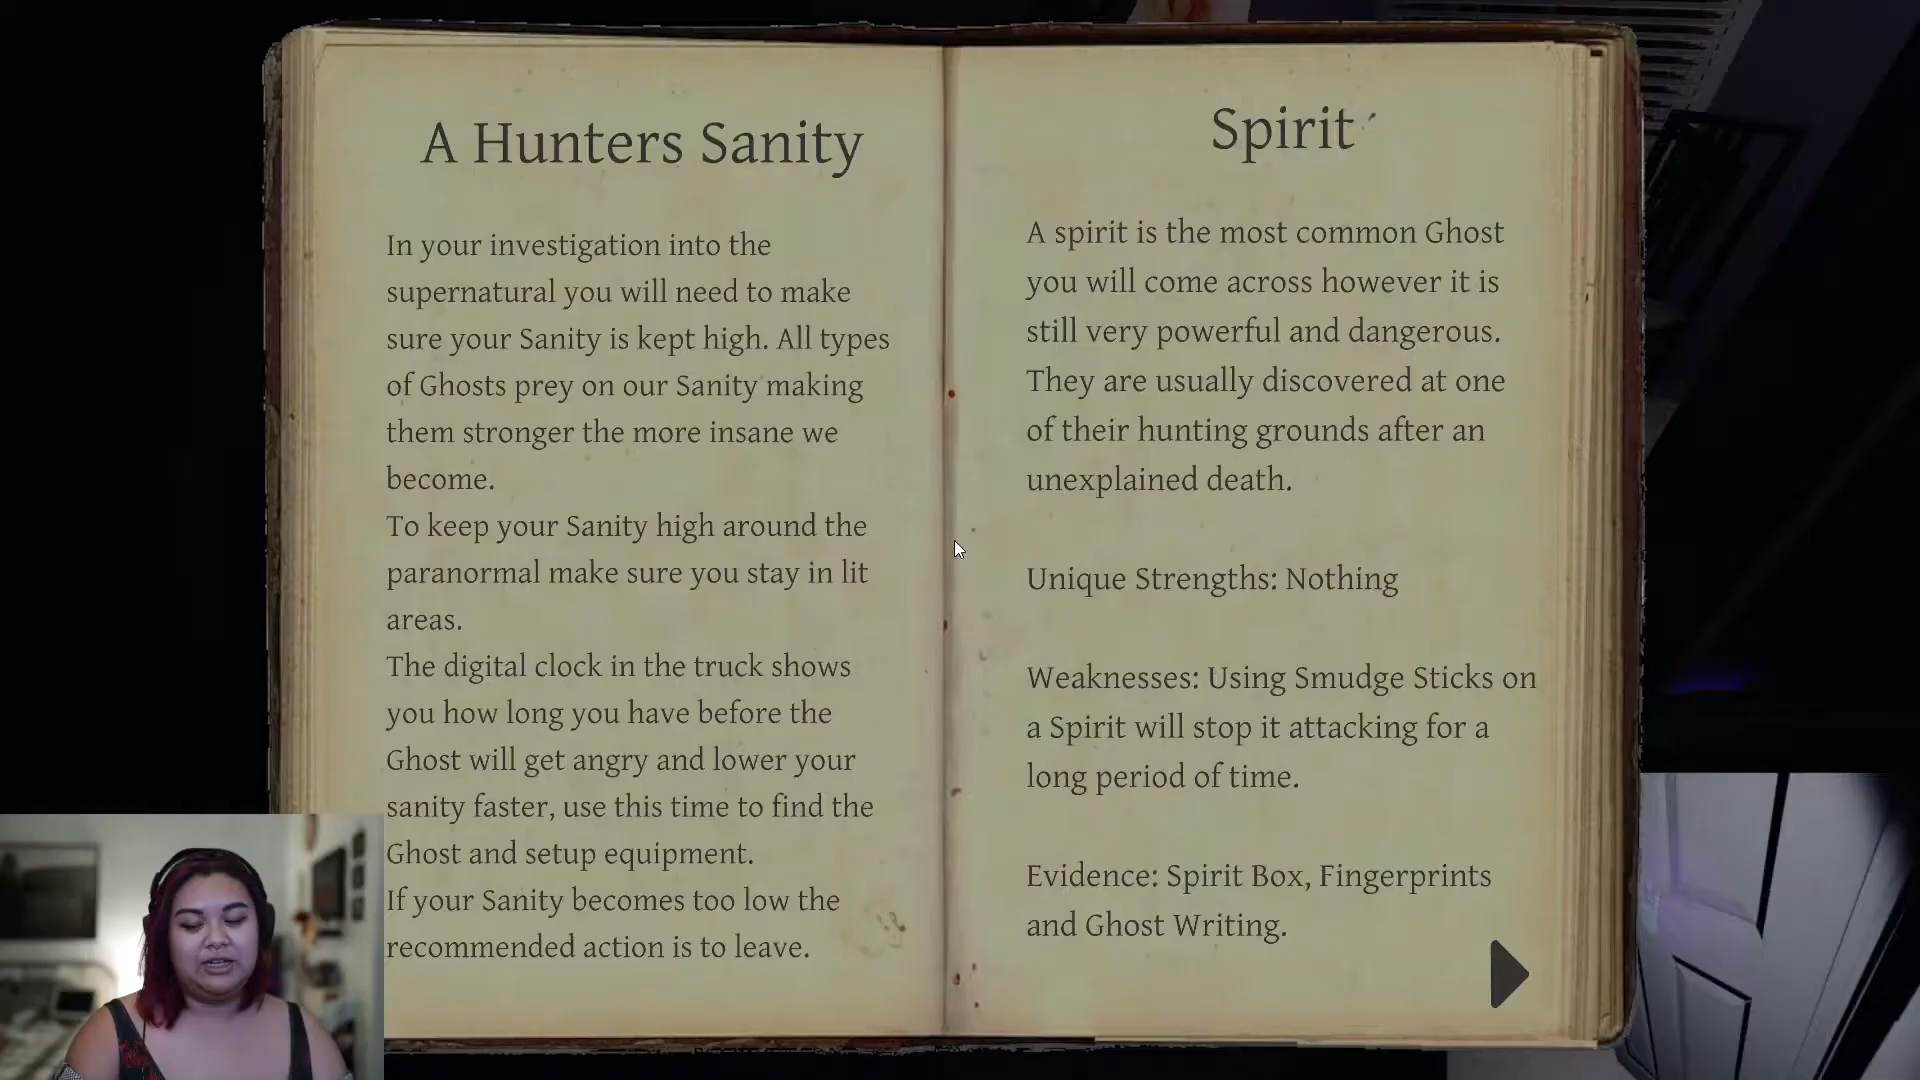 A Hunters Sanity
In your investigation into the
supernatural you will need to make
sure your Sanity is kept high. All types
of Ghosts prey on our Sanity making
them stronger the more insane we
become.
To keep your Sanity high around the
paranormal make sure you stay in lit
areas.
The digital clock in the truck shows
you how long you have before the
Ghost will get angry and lower your
sanity faster, use this time to find the
Ghost and setup equipment.
If your Sanity becomes too low the
recommended action is to leave.
Spirit
A spirit is the most common Ghost
you will come across however it is
still very powerful and dangerous.
They are usually discovered at one
of their hunting grounds after an
unexplained death.
Unique Strengths: Nothing
Weaknesses: Using Smudge Sticks on
a Spirit will stop it attacking for a
long period of time.
Evidence: Spirit Box, Fingerprints
and Ghost Writing.